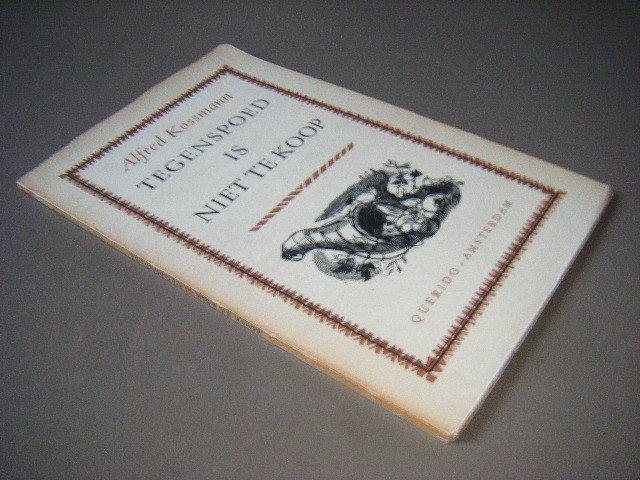 Alfred Kossmann
TEGENSPOED
IS
NIET TE KOOP
QUERIDO · AMSTERDAM